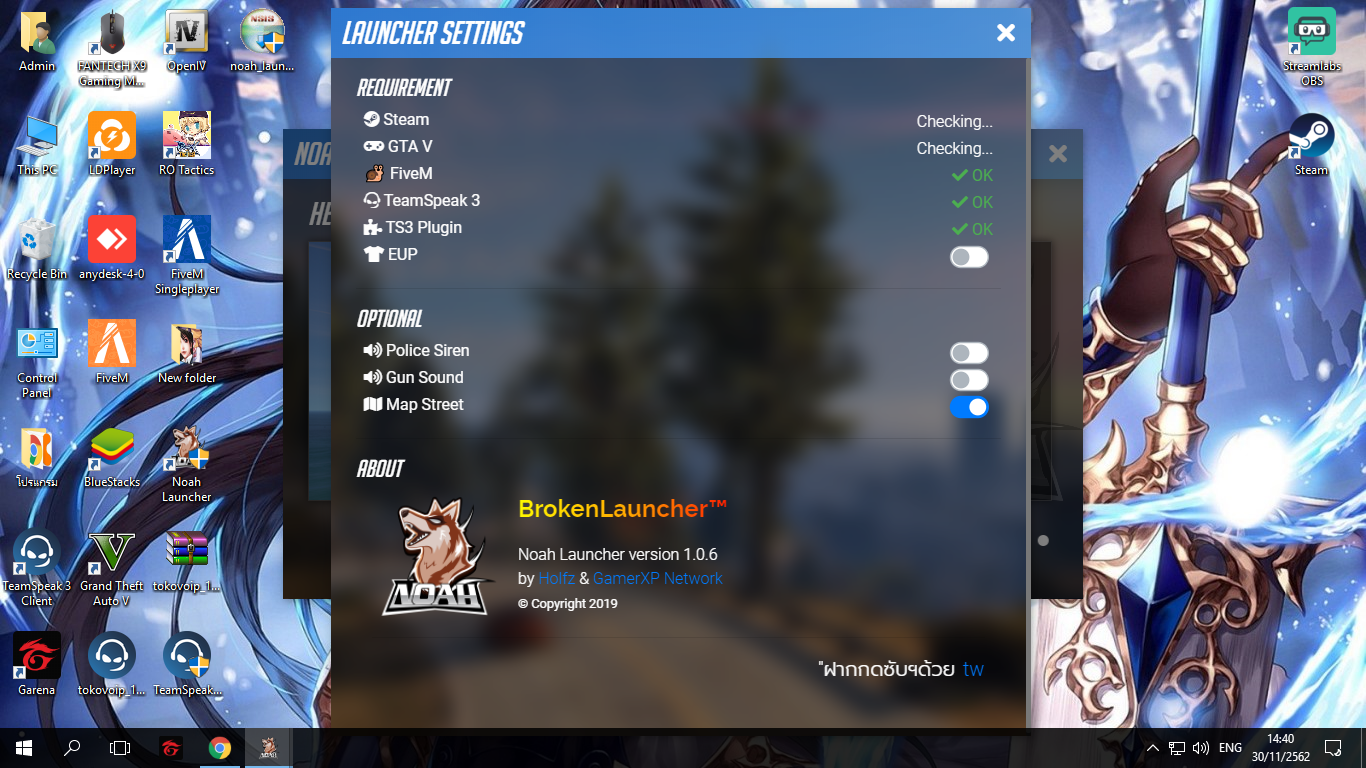 LAUNCHER SETTINGS
REQUIREMENT
Steam Checking...
GTA V Checking...
FiveM OK
TeamSpeak 3 OK
TS3 Plugin OK
EUP
OPTIONAL
Police Siren
Gun Sound
Map Street
ABOUT
BrokenLauncher™
Noah Launcher version 1.0.6
by Holfz & GamerXP Network
© Copyright 2019
NOAH
"ฝากกดซับฯด้วย tw
Admin
FANTECH X9
Gaming M...
OpenIV
NSIS
noah_laun...
This PC
LDPlayer
RO Tactics
Recycle Bin
anydesk-4-0
FiveM
Singleplayer
Control
Panel
FiveM
New folder
โปรแกรม
BlueStacks
Noah
Launcher
TeamSpeak 3
Client
Grand Theft
Auto V
tokovoip_1...
Garena
tokovoip_1...
TeamSpeak...
Streamlabs
OBS
Steam
NOA
HE
ENG
14:40
30/11/2562